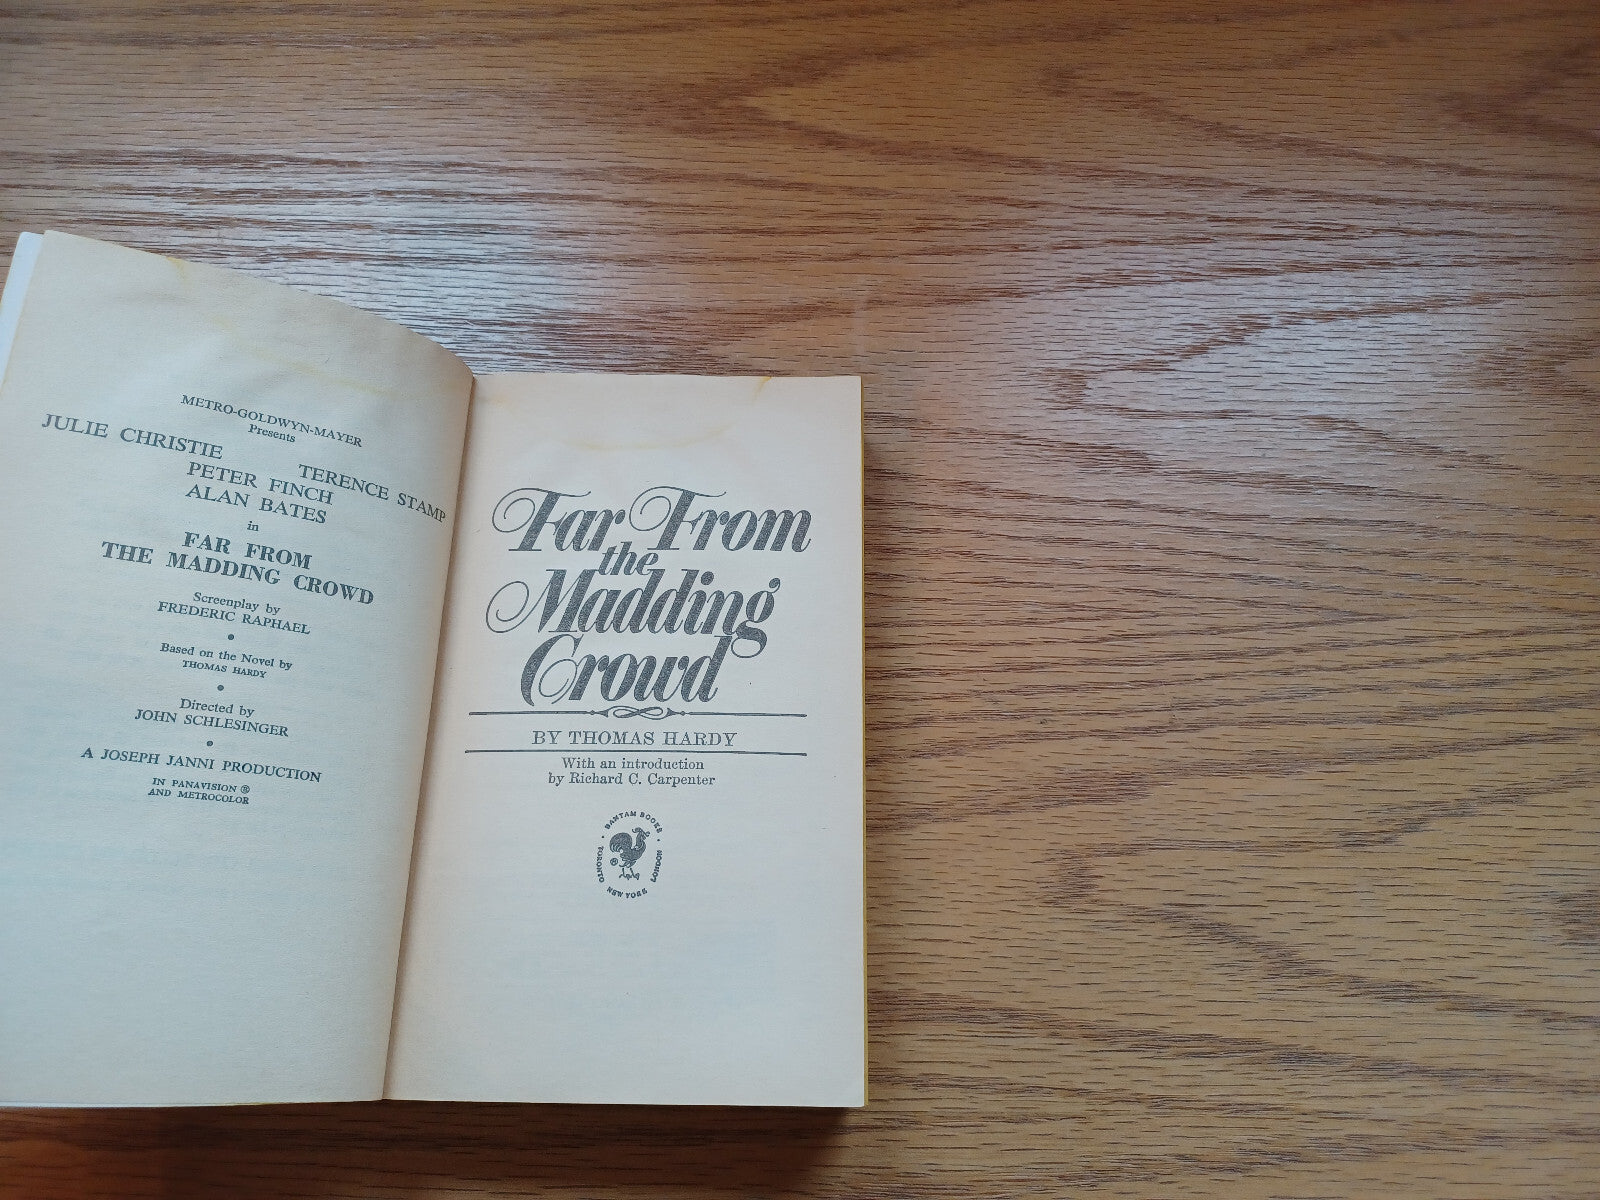 METRO-GOLDWYN-MAYER
Presents
JULIE CHRISTIE TERENCE STAMP
PETER FINCH
ALAN BATES
in
FAR FROM
THE MADDING CROWD
Screenplay by
FREDERIC RAPHAEL
•
Based on the Novel by
THOMAS HARDY
•
Directed by
JOHN SCHLESINGER
•
A JOSEPH JANNI PRODUCTION
IN PANAVISION ®
AND METROCOLOR
Far From
the
Madding
Crowd
BY THOMAS HARDY
With an introduction
by Richard C. Carpenter
BANTAM BOOKS
TORONTO • NEW YORK • LONDON